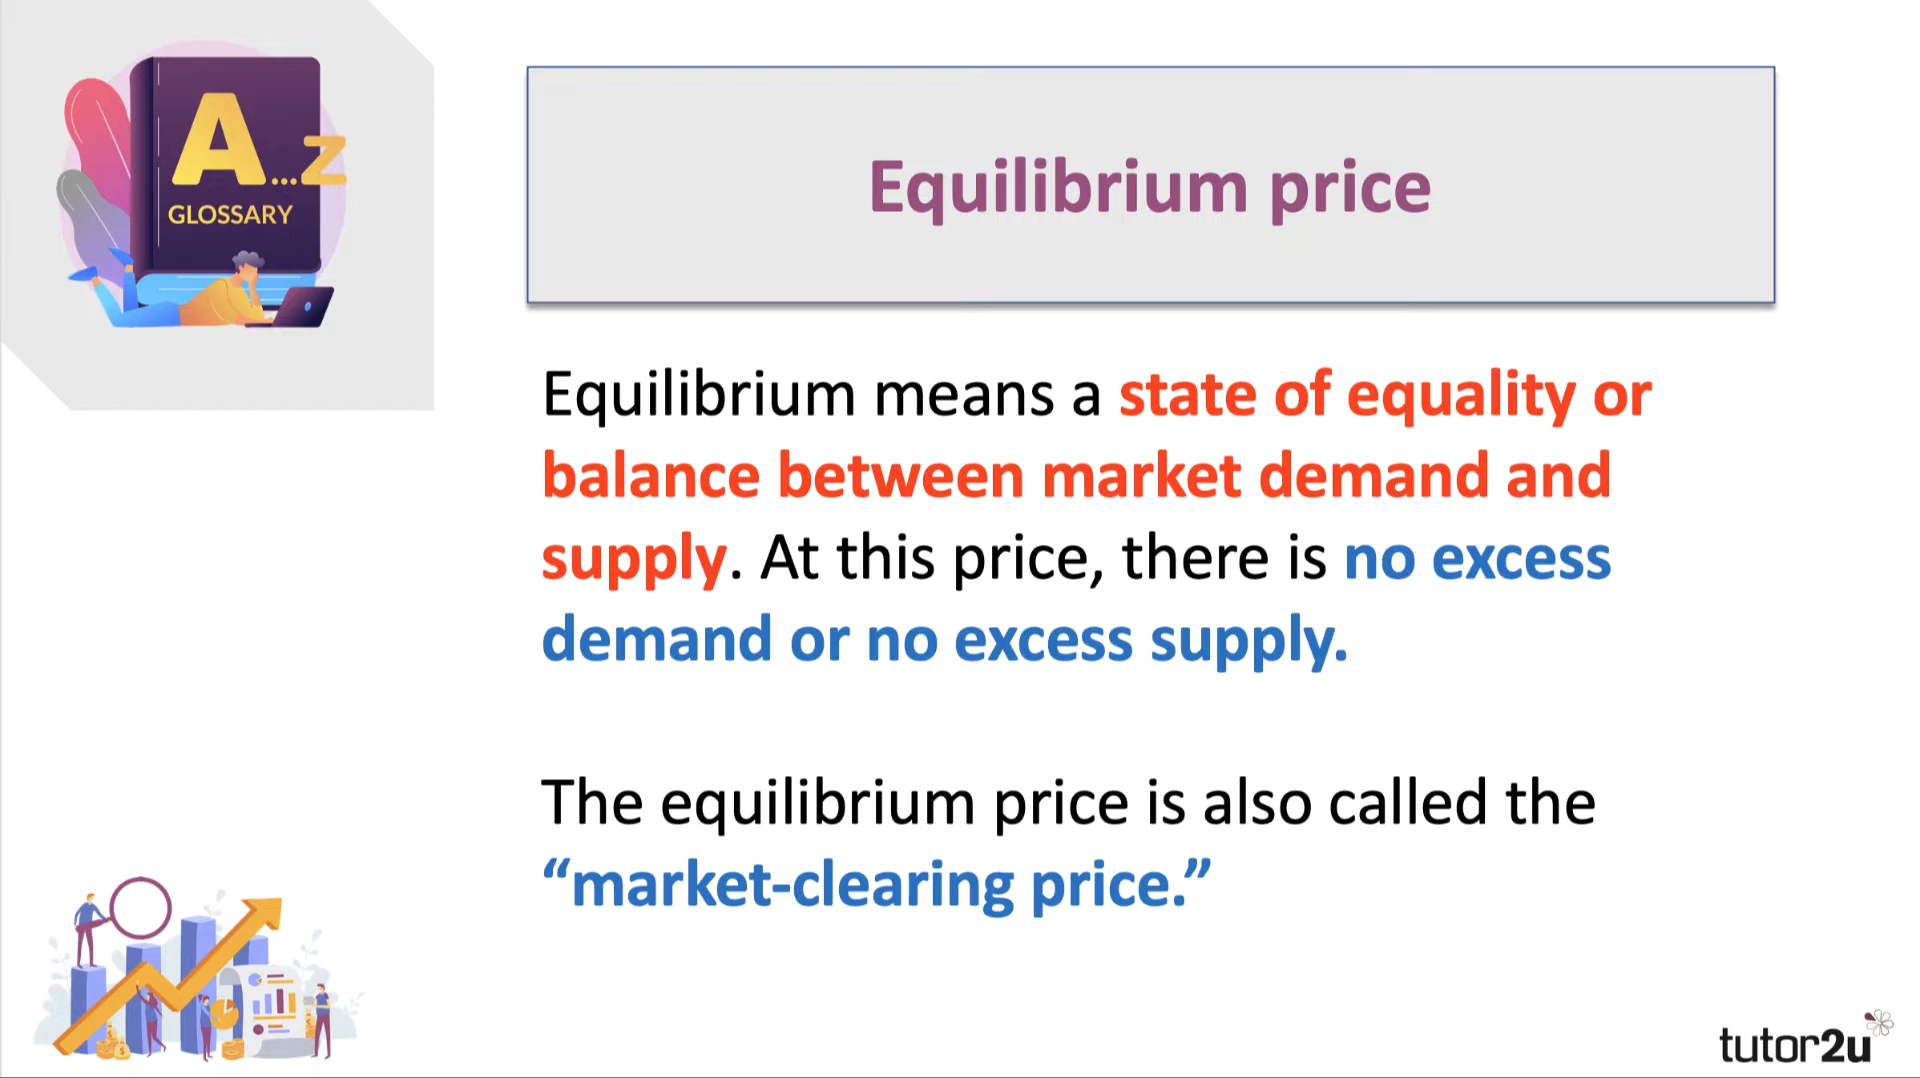 A...Z
GLOSSARY
Equilibrium price
Equilibrium means a state of equality or
balance between market demand and
supply. At this price, there is no excess
demand or no excess supply.
The equilibrium price is also called the
“market-clearing price.”
tutor2u